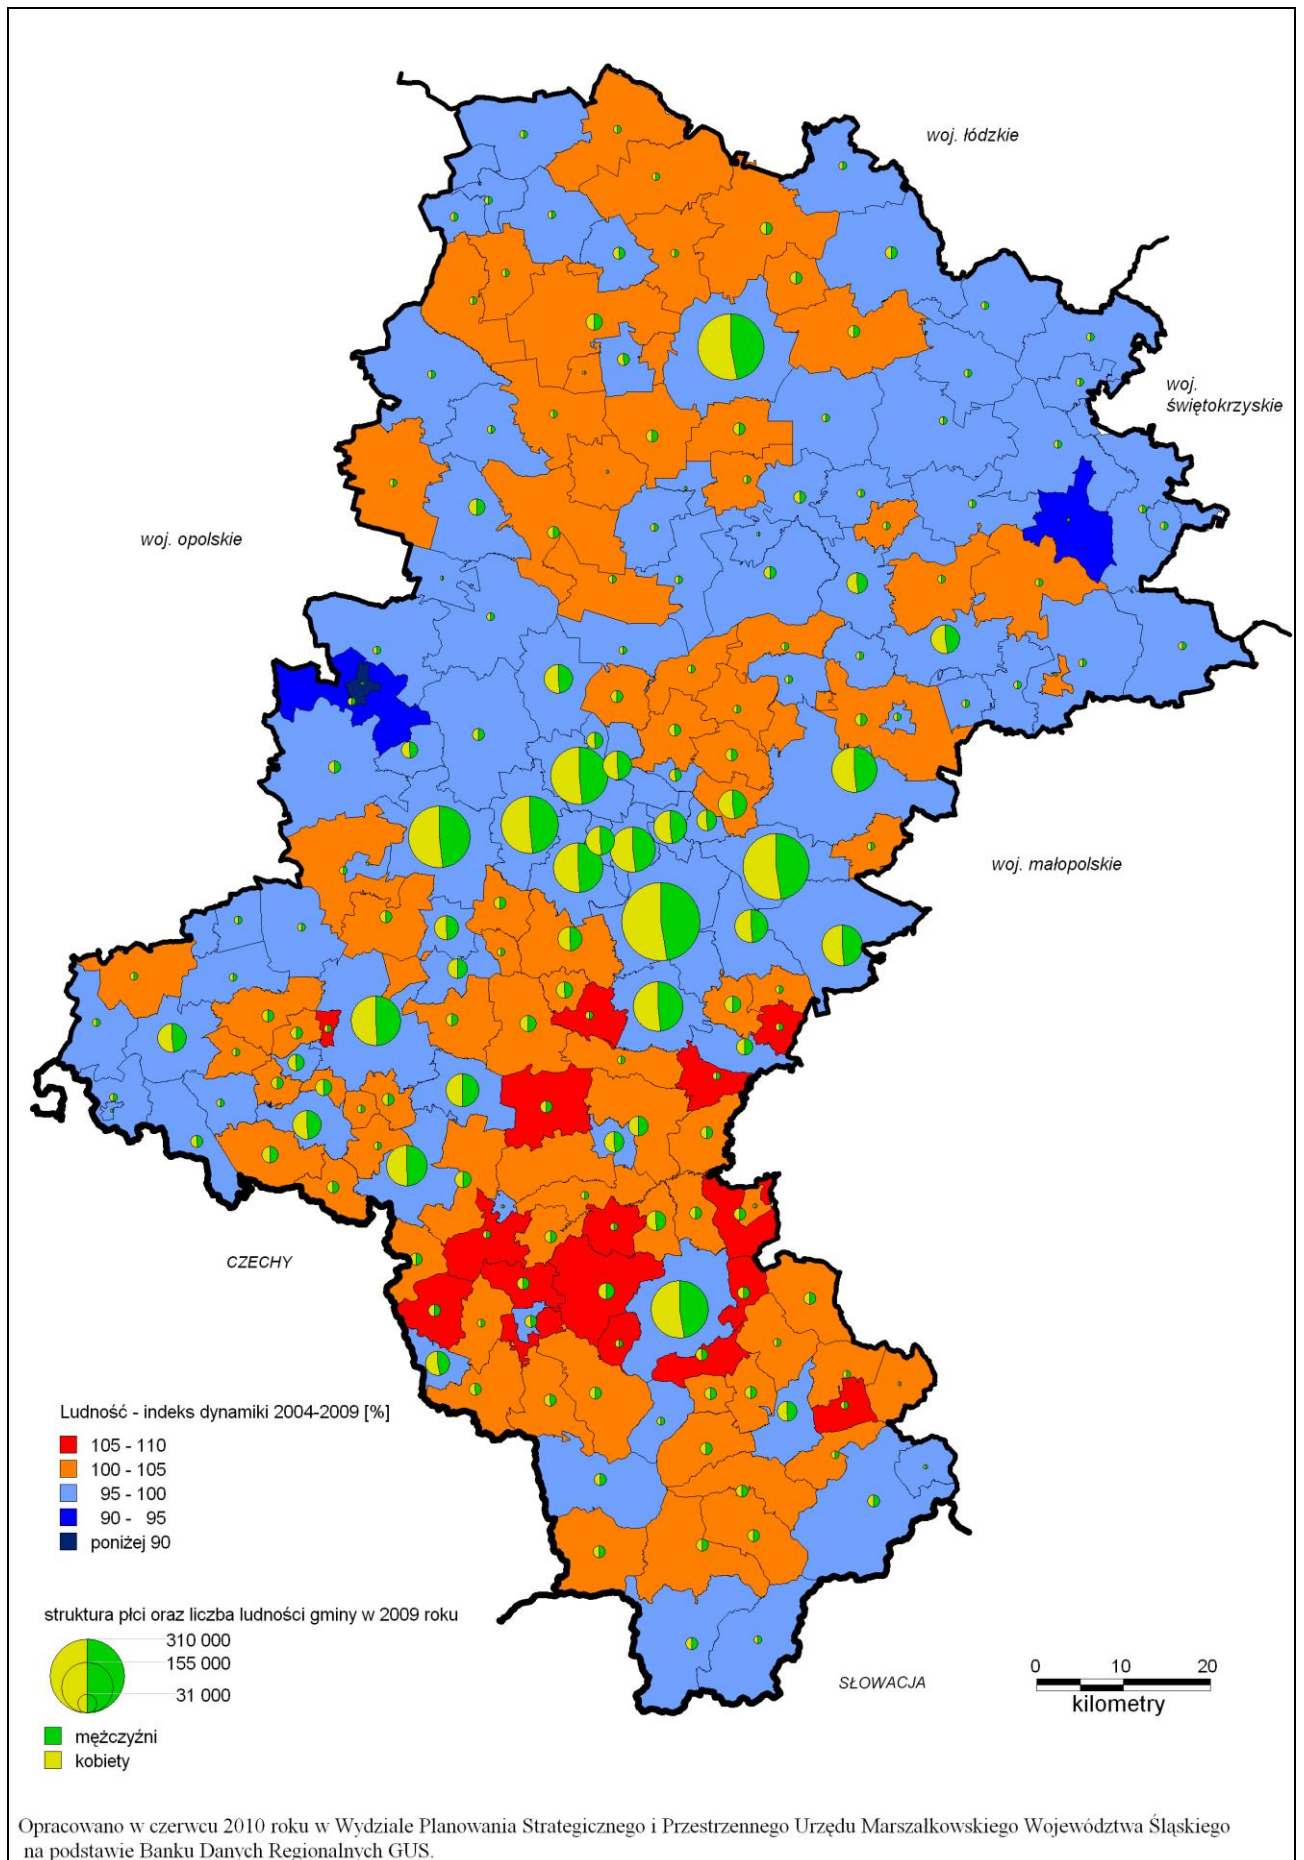 woj. łódzkie
woj.
świętokrzyskie
woj. opolskie
woj. małopolskie
CZECHY
Ludność - indeks dynamiki 2004-2009 [%]
105 - 110
100 - 105
95 - 100
90 - 95
poniżej 90
struktura płci oraz liczba ludności gminy w 2009 roku
310 000
155 000
31 000
mężczyźni
kobiety
SŁOWACJA
0 10 20
kilometry
Opracowano w czerwcu 2010 roku w Wydziale Planowania Strategicznego i Przestrzennego Urzędu Marszałkowskiego Województwa Śląskiego
na podstawie Banku Danych Regionalnych GUS.